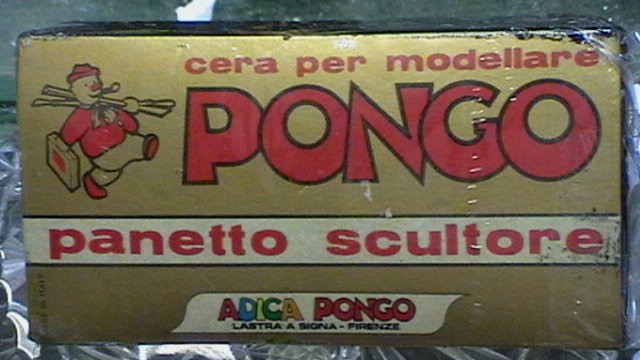 cera per modellare
PONGO
panetto scultore
ADICA PONGO
LASTRA A SIGNA - FIRENZE